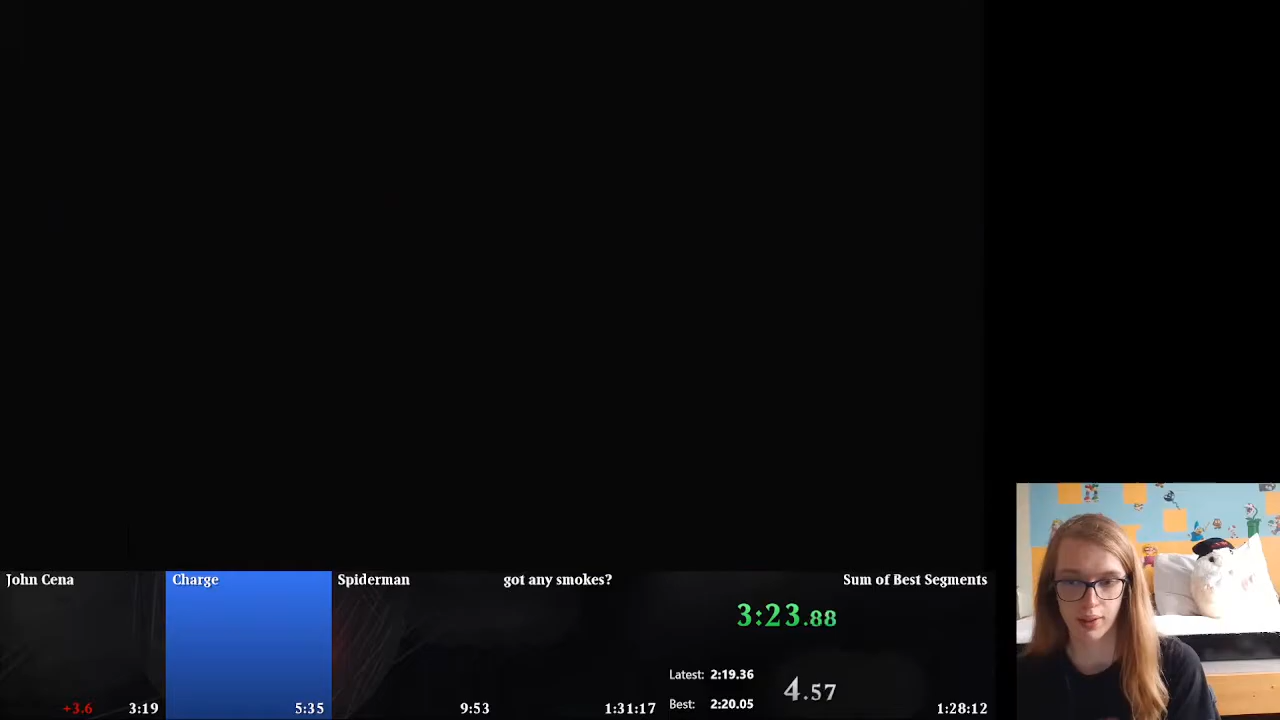 John Cena
+3.6 3:19
Charge
5:35
Spiderman
9:53
got any smokes?
1:31:17
3:23.88
Latest: 2:19.36
Best: 2:20.05
4.57
Sum of Best Segments
1:28:12